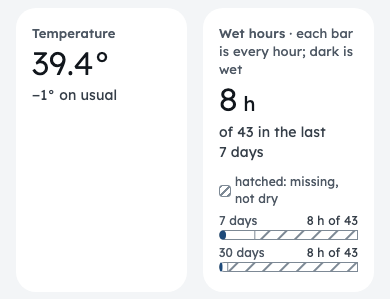 Temperature
39.4°
−1° on usual
Wet hours · each bar
is every hour; dark is
wet
8 h
of 43 in the last
7 days
hatched: missing,
not dry
7 days 8 h of 43
30 days 8 h of 43